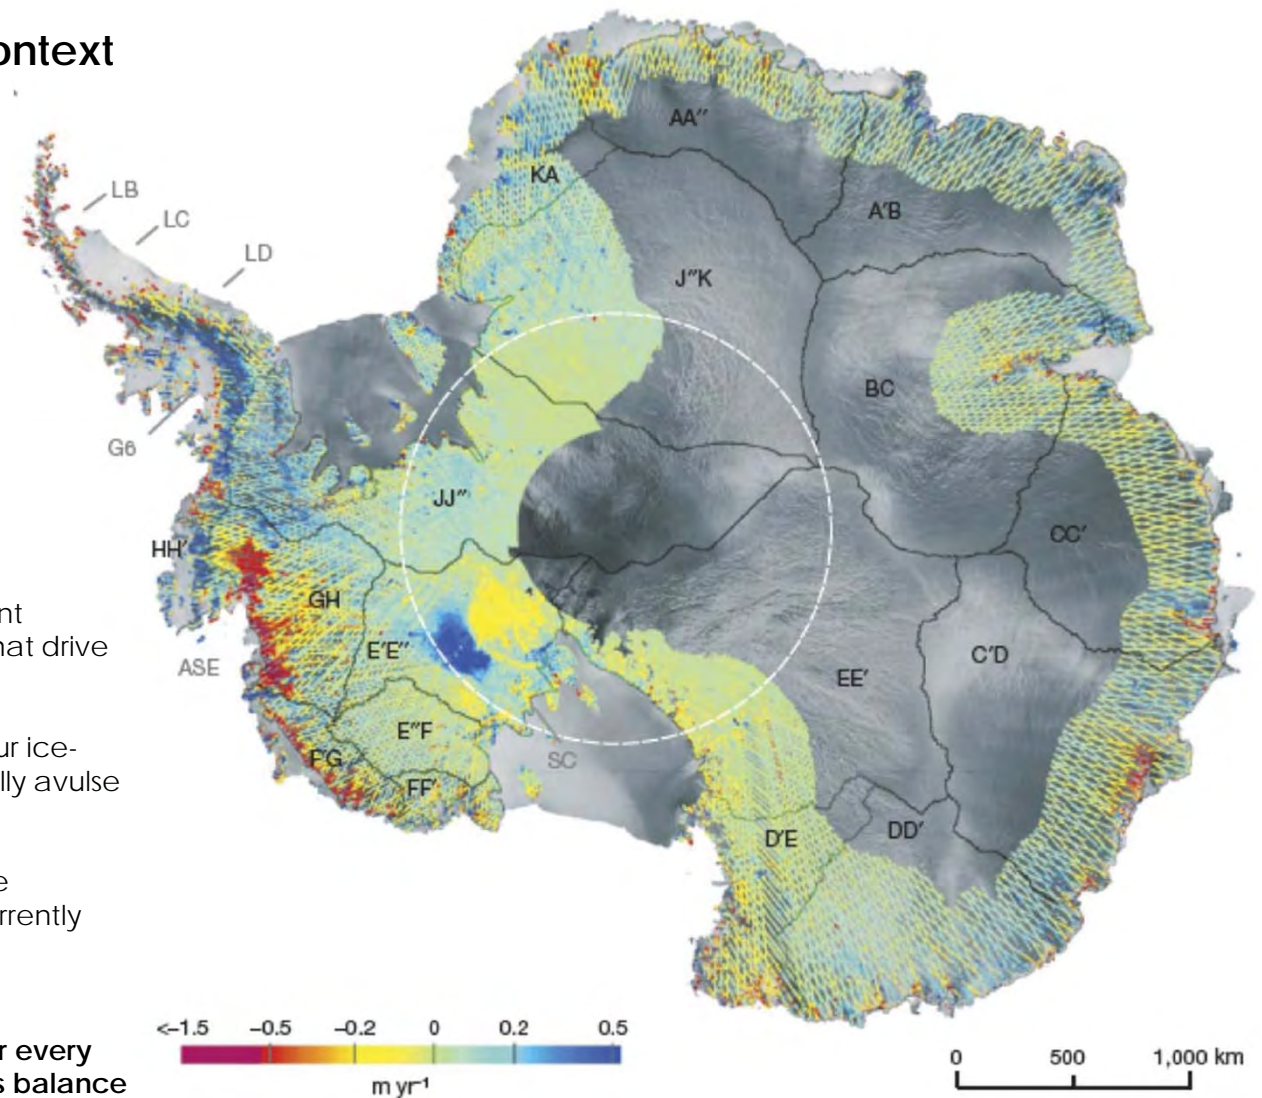 ontext
LB
LC
LD
G6
KA
AA″
A′B
J″K
BC
JJ″
CC′
HH′
GH
ASE
E′E″
EE′
C′D
E″F
F′G
FF′
SC
D′E
DD′
nt
hat drive
ur ice-
lly avulse
e
rrently
r every
s balance
<–1.5 –0.5 –0.2 0 0.2 0.5
m yr⁻¹
0 500 1,000 km